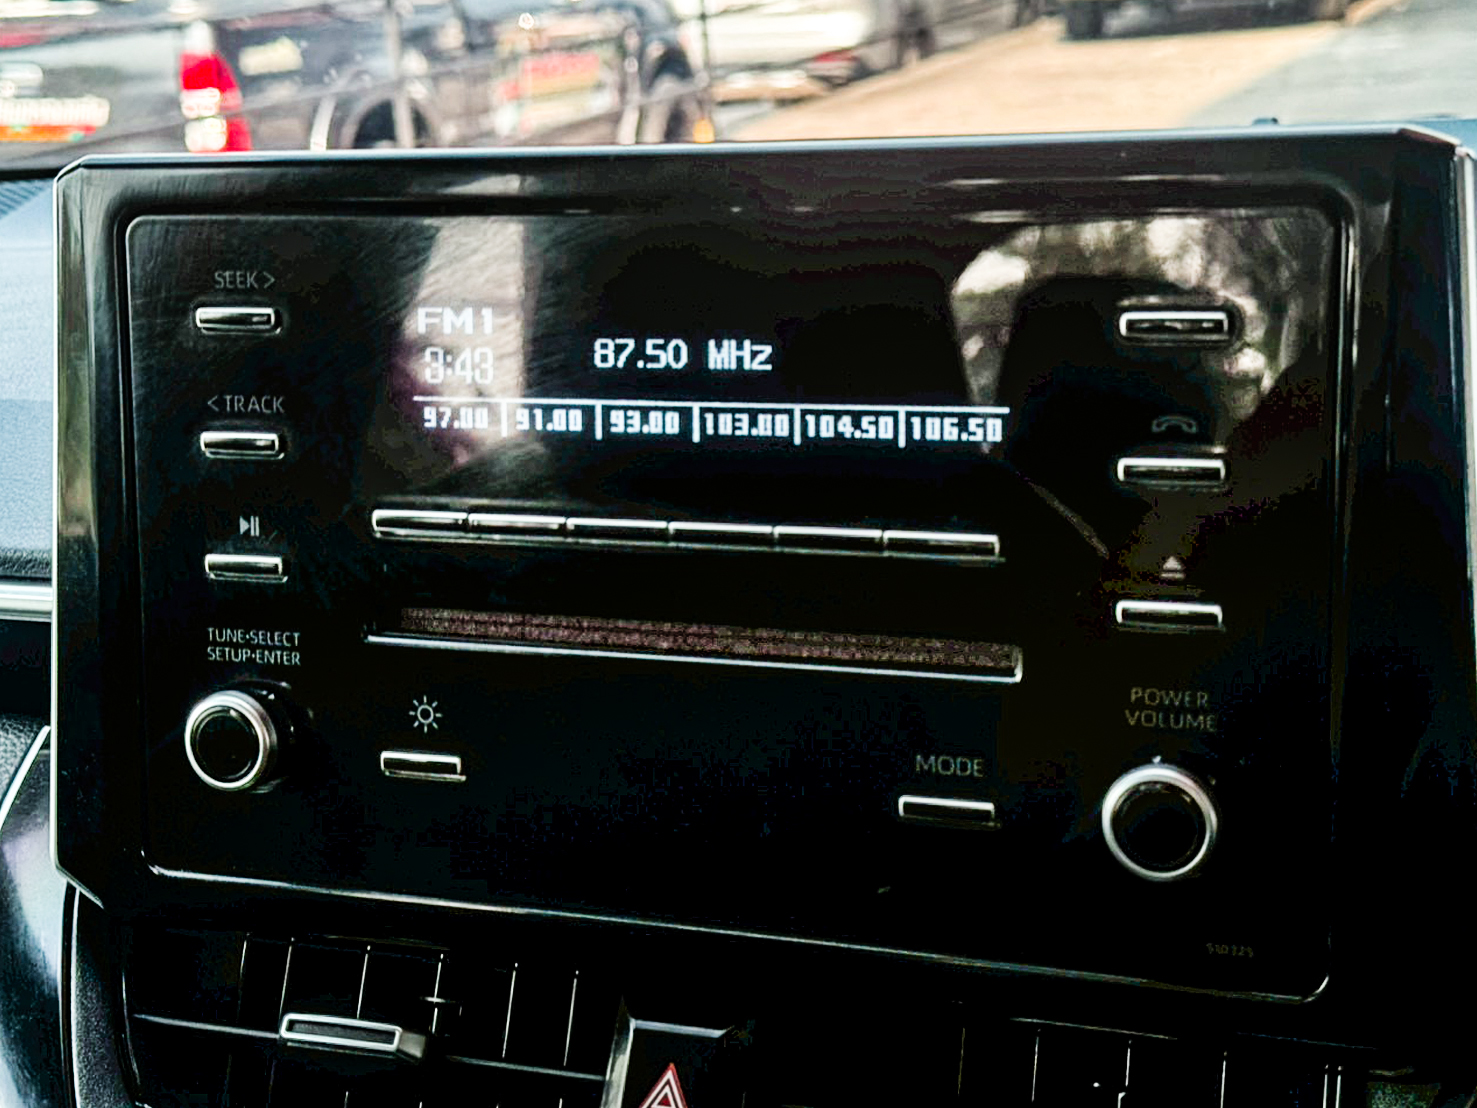 SEEK >
FM1
3:43
87.50 MHz
97.00 | 91.00 | 93.00 | 103.00 | 104.50 | 106.50
< TRACK
TUNE•SELECT
SETUP•ENTER
POWER
VOLUME
MODE